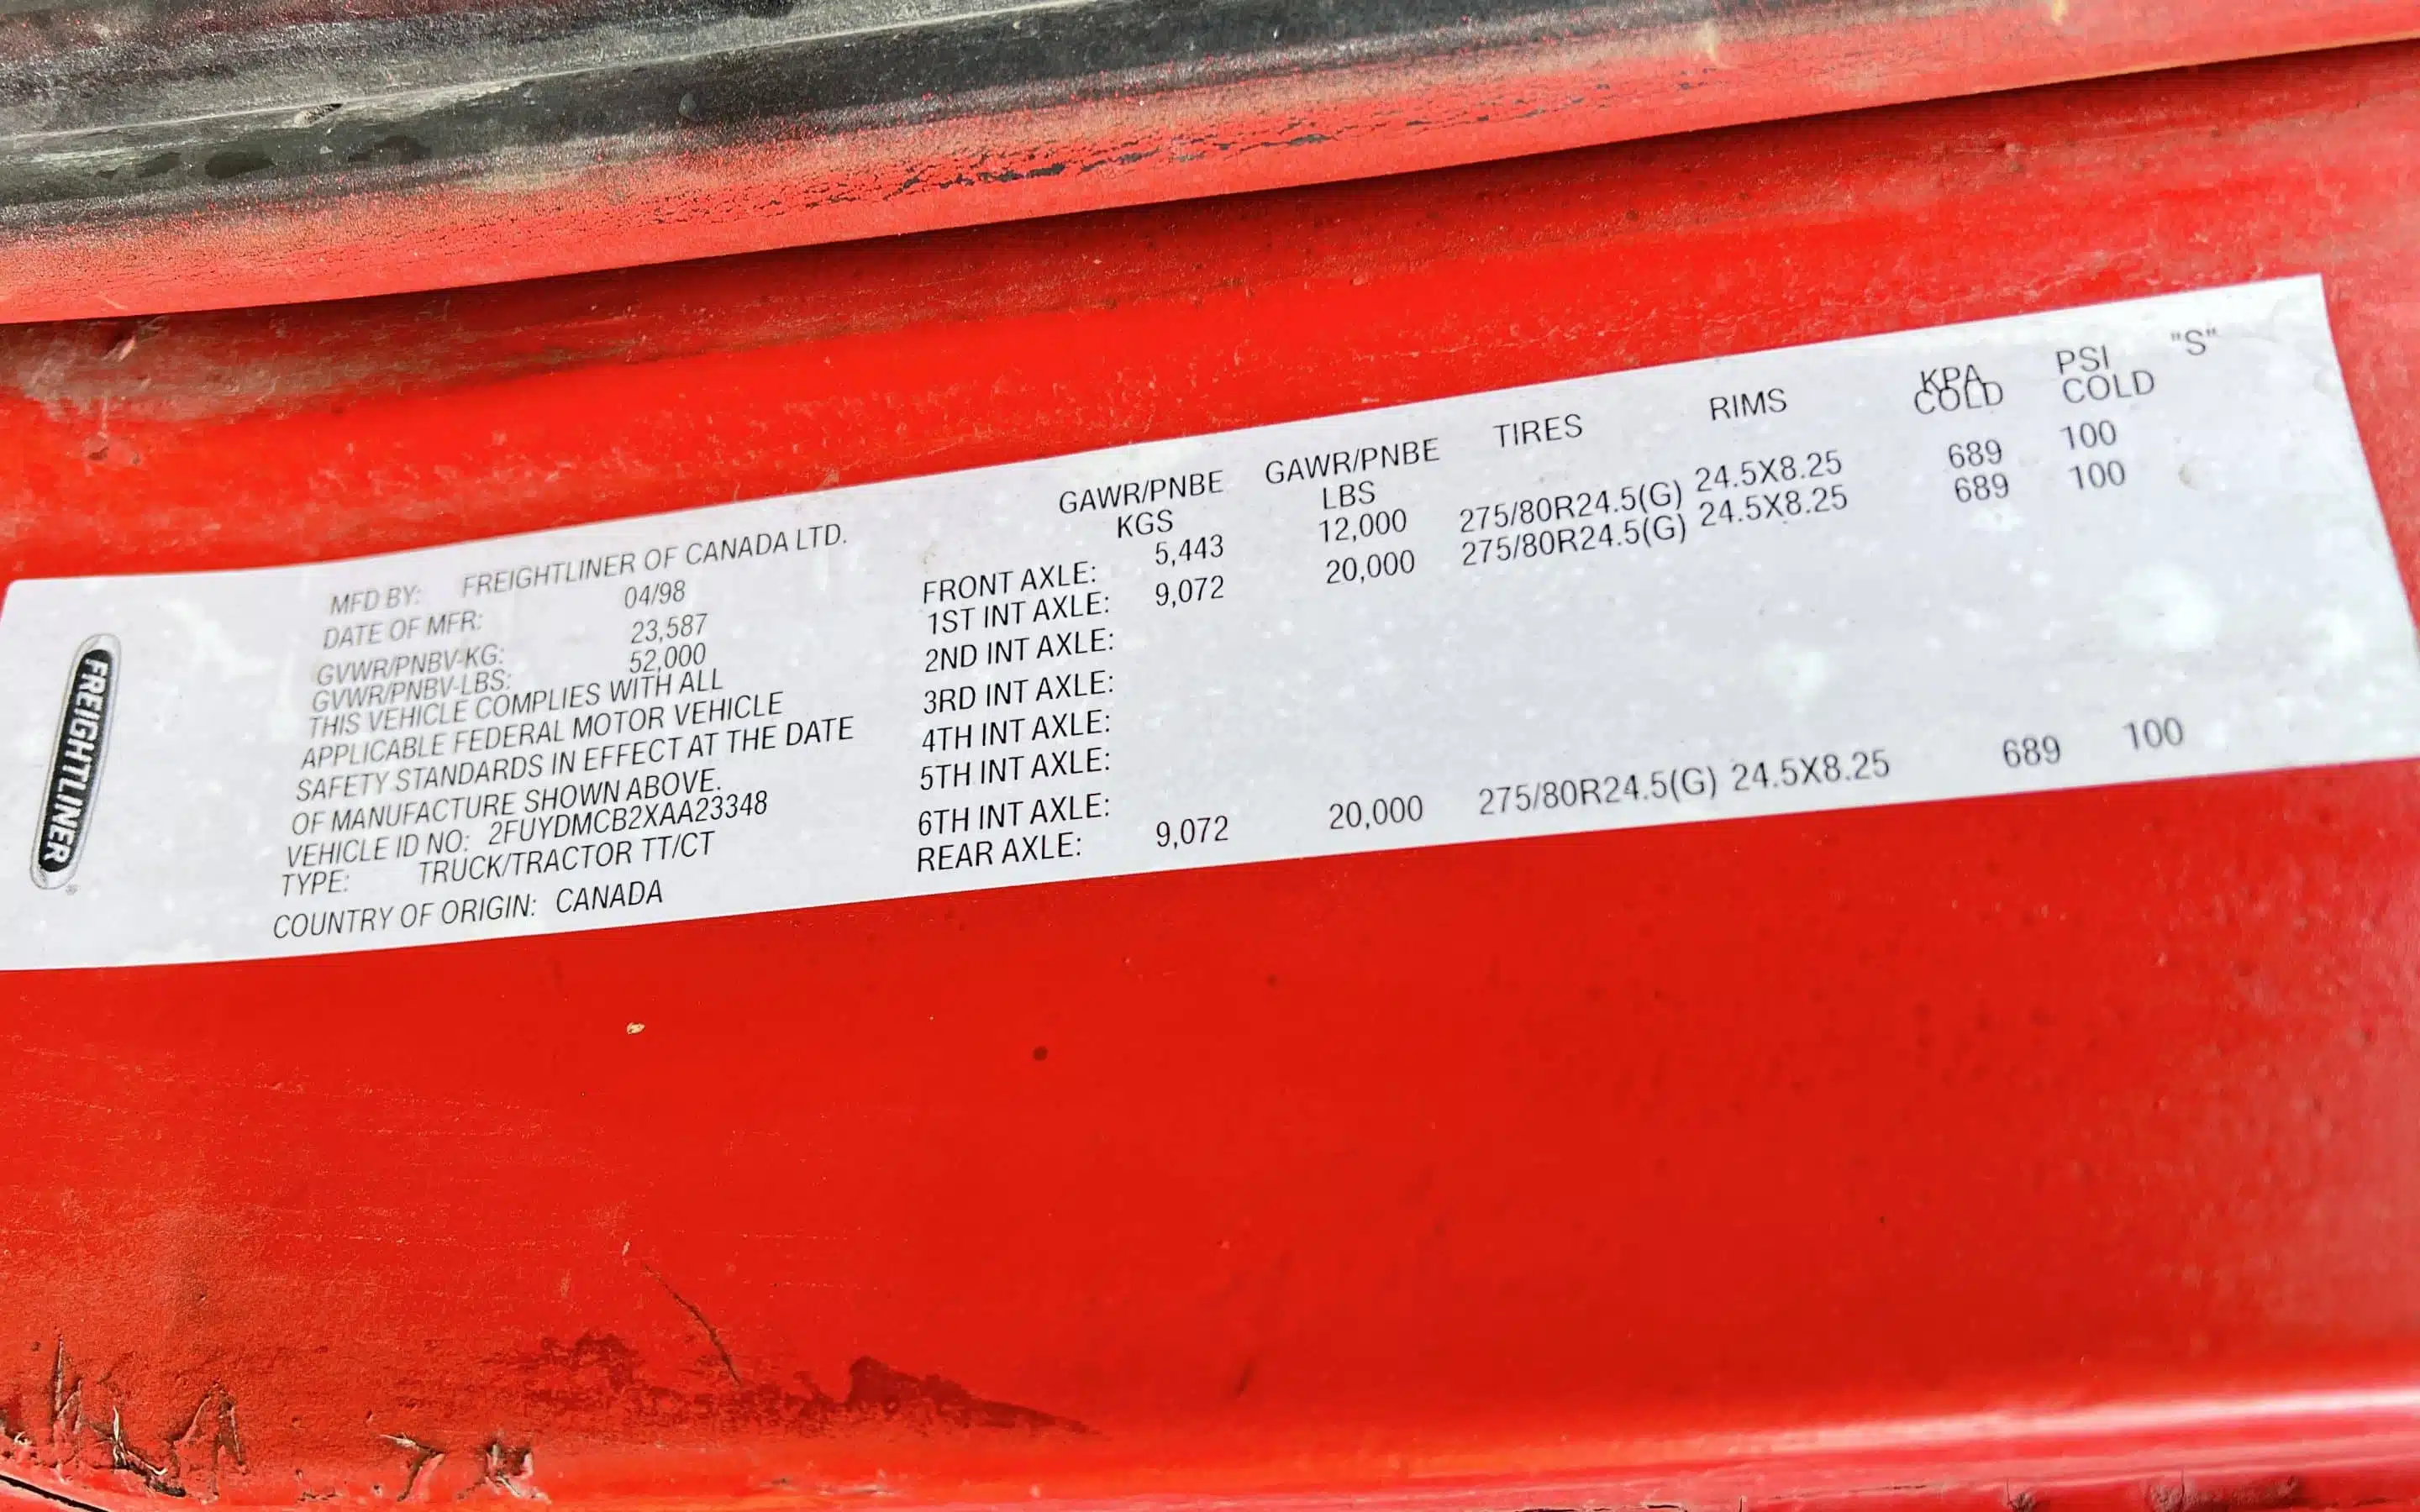 FREIGHTLINER
MFD BY: FREIGHTLINER OF CANADA LTD.
DATE OF MFR: 04/98
GVWR/PNBV-KG: 23,587
GVWR/PNBV-LBS: 52,000
THIS VEHICLE COMPLIES WITH ALL
APPLICABLE FEDERAL MOTOR VEHICLE
SAFETY STANDARDS IN EFFECT AT THE DATE
OF MANUFACTURE SHOWN ABOVE.
VEHICLE ID NO: 2FUYDMCB2XAA23348
TYPE: TRUCK/TRACTOR TT/CT
COUNTRY OF ORIGIN: CANADA
GAWR/PNBE GAWR/PNBE TIRES RIMS KPA PSI "S"
KGS LBS COLD COLD
FRONT AXLE: 5,443 12,000 275/80R24.5(G) 24.5X8.25 689 100
1ST INT AXLE: 9,072 20,000 275/80R24.5(G) 24.5X8.25 689 100
2ND INT AXLE:
3RD INT AXLE:
4TH INT AXLE:
5TH INT AXLE:
6TH INT AXLE:
REAR AXLE: 9,072 20,000 275/80R24.5(G) 24.5X8.25 689 100